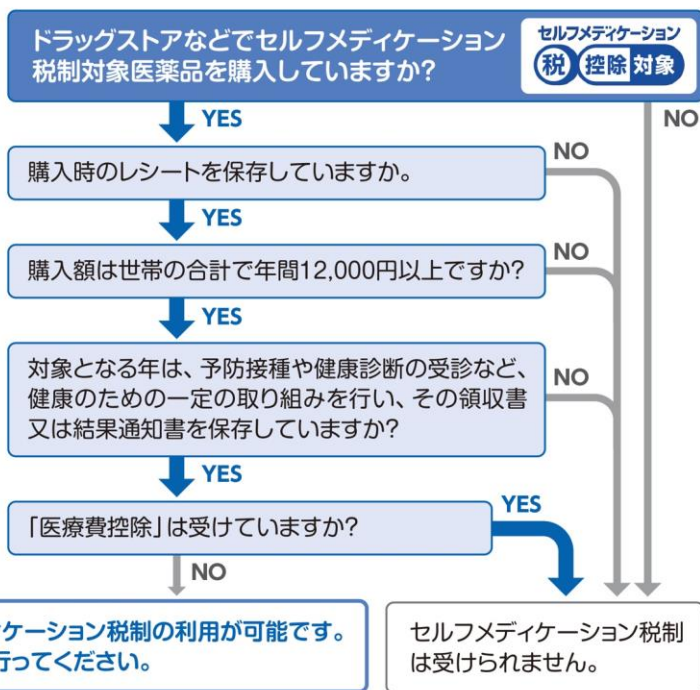 ドラッグストアなどでセルフメディケーション
税制対象医薬品を購入していますか?
セルフメディケーション
税 控除 対象
YES
NO
購入時のレシートを保存していますか。
NO
YES
購入額は世帯の合計で年間12,000円以上ですか?
NO
YES
対象となる年は、予防接種や健康診断の受診など、
健康のための一定の取り組みを行い、その領収書
又は結果通知書を保存していますか?
NO
YES
「医療費控除」は受けていますか?
YES
NO
ケーション税制の利用が可能です。
行ってください。
セルフメディケーション税制
は受けられません。